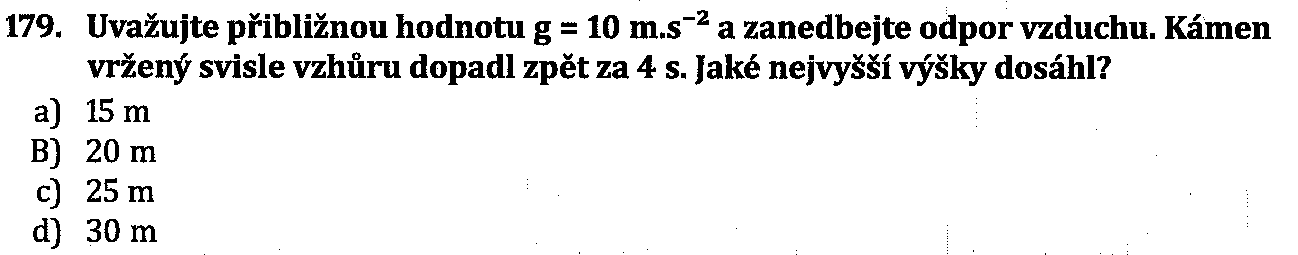 179. Uvažujte přibližnou hodnotu g = 10 m.s⁻² a zanedbejte odpor vzduchu. Kámen
vržený svisle vzhůru dopadl zpět za 4 s. Jaké nejvyšší výšky dosáhl?
a) 15 m
B) 20 m
c) 25 m
d) 30 m